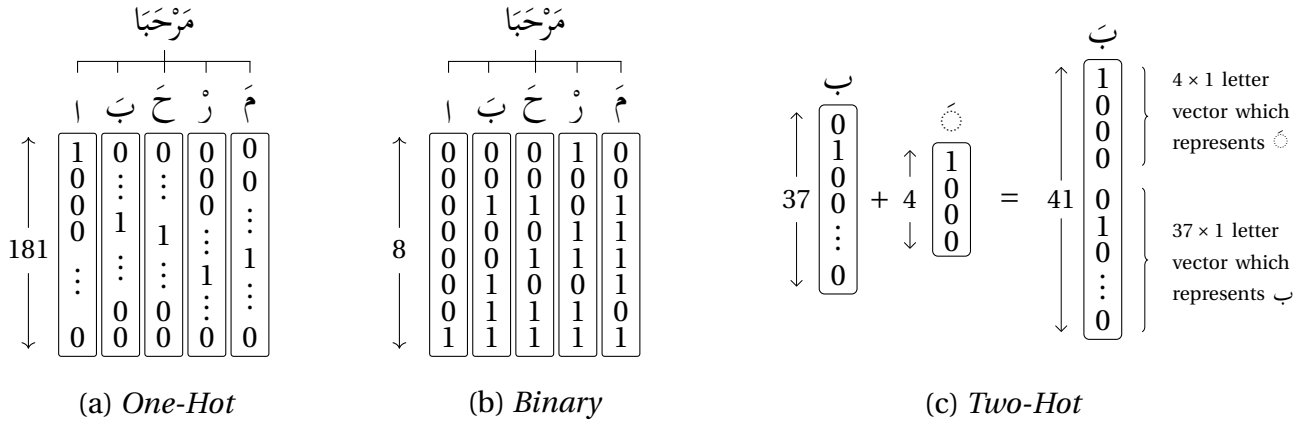 مَرْحَبَا
ا بَ حَ رْ مَ
181
1 0 0 0 0
0 ⋮ ⋮ 0 0
0 1 1 0 ⋮
0 ⋮ ⋮ ⋮ 1
⋮ 0 0 1 ⋮
0 0 0 ⋮ 0
0
(a) One-Hot
مَرْحَبَا
ا بَ حَ رْ مَ
8
0 0 0 1 0
0 0 0 0 0
0 1 1 0 1
0 0 0 1 1
0 0 1 1 1
0 1 0 0 1
0 1 1 1 0
1 1 1 1 1
(b) Binary
ب
37
0
1
0
0
⋮
0
+
◌َ
4
1
0
0
0
=
بَ
41
1
0
0
0
0
1
0
⋮
0
4 × 1 letter
vector which
represents ◌َ
37 × 1 letter
vector which
represents ب
(c) Two-Hot